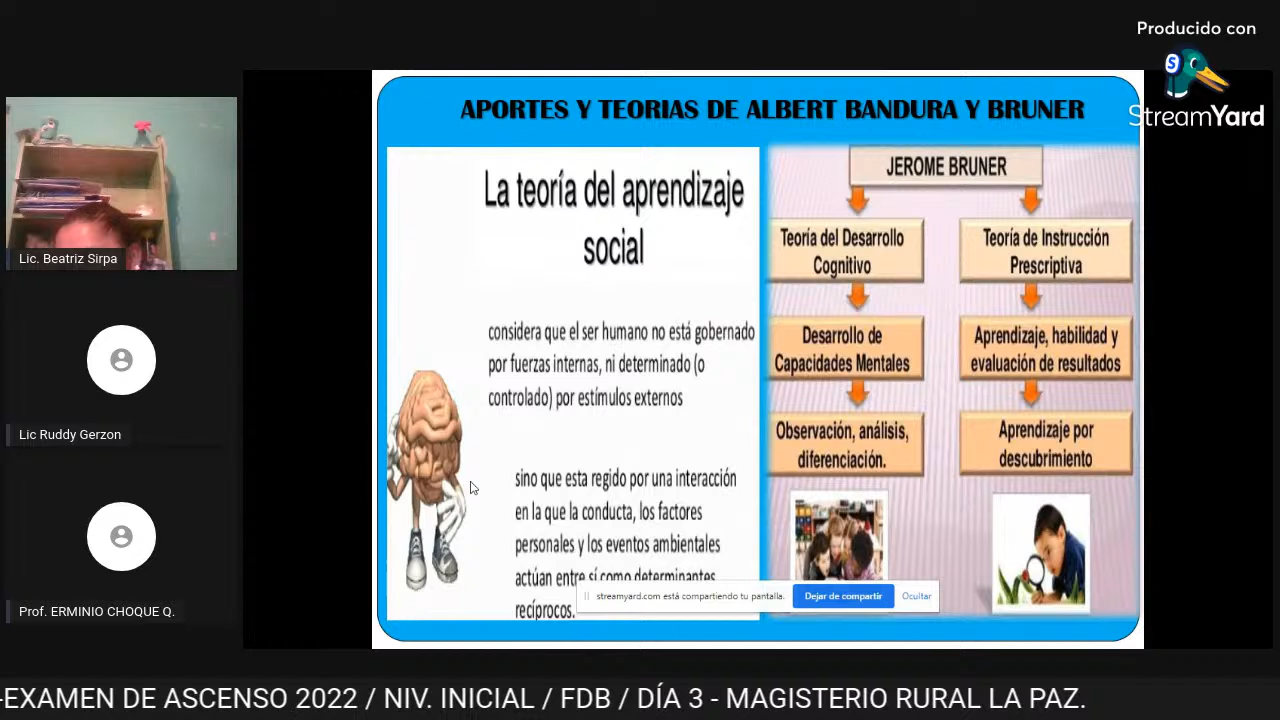 Producido con
StreamYard
APORTES Y TEORIAS DE ALBERT BANDURA Y BRUNER
La teoría del aprendizaje
social
considera que el ser humano no está gobernado
por fuerzas internas, ni determinado (o
controlado) por estímulos externos
sino que esta regido por una interacción
en la que la conducta, los factores
personales y los eventos ambientales
actúan entre sí como determinantes
recíprocos.
JEROME BRUNER
Teoría del Desarrollo
Cognitivo
Desarrollo de
Capacidades Mentales
Observación, análisis,
diferenciación.
Teoría de Instrucción
Prescriptiva
Aprendizaje, habilidad y
evaluación de resultados
Aprendizaje por
descubrimiento
streamyard.com está compartiendo tu pantalla.
Dejar de compartir
Ocultar
Lic. Beatriz Sirpa
Lic Ruddy Gerzon
Prof. ERMINIO CHOQUE Q.
-EXAMEN DE ASCENSO 2022 / NIV. INICIAL / FDB / DÍA 3 - MAGISTERIO RURAL LA PAZ.